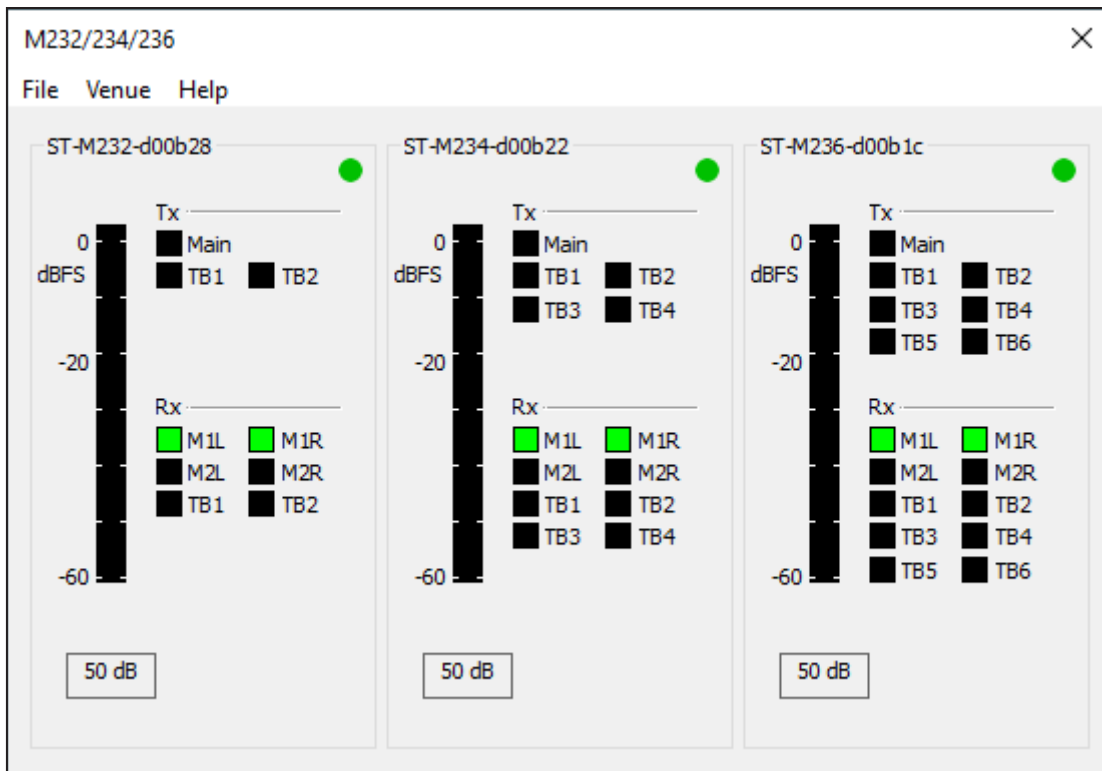 M232/234/236
File Venue Help
ST-M232-d00b28
Tx
Main
TB1 TB2
0
dBFS
-20
-60
Rx
M1L M1R
M2L M2R
TB1 TB2
50 dB
ST-M234-d00b22
Tx
Main
TB1 TB2
TB3 TB4
0
dBFS
-20
-60
Rx
M1L M1R
M2L M2R
TB1 TB2
TB3 TB4
50 dB
ST-M236-d00b1c
Tx
Main
TB1 TB2
TB3 TB4
TB5 TB6
0
dBFS
-20
-60
Rx
M1L M1R
M2L M2R
TB1 TB2
TB3 TB4
TB5 TB6
50 dB